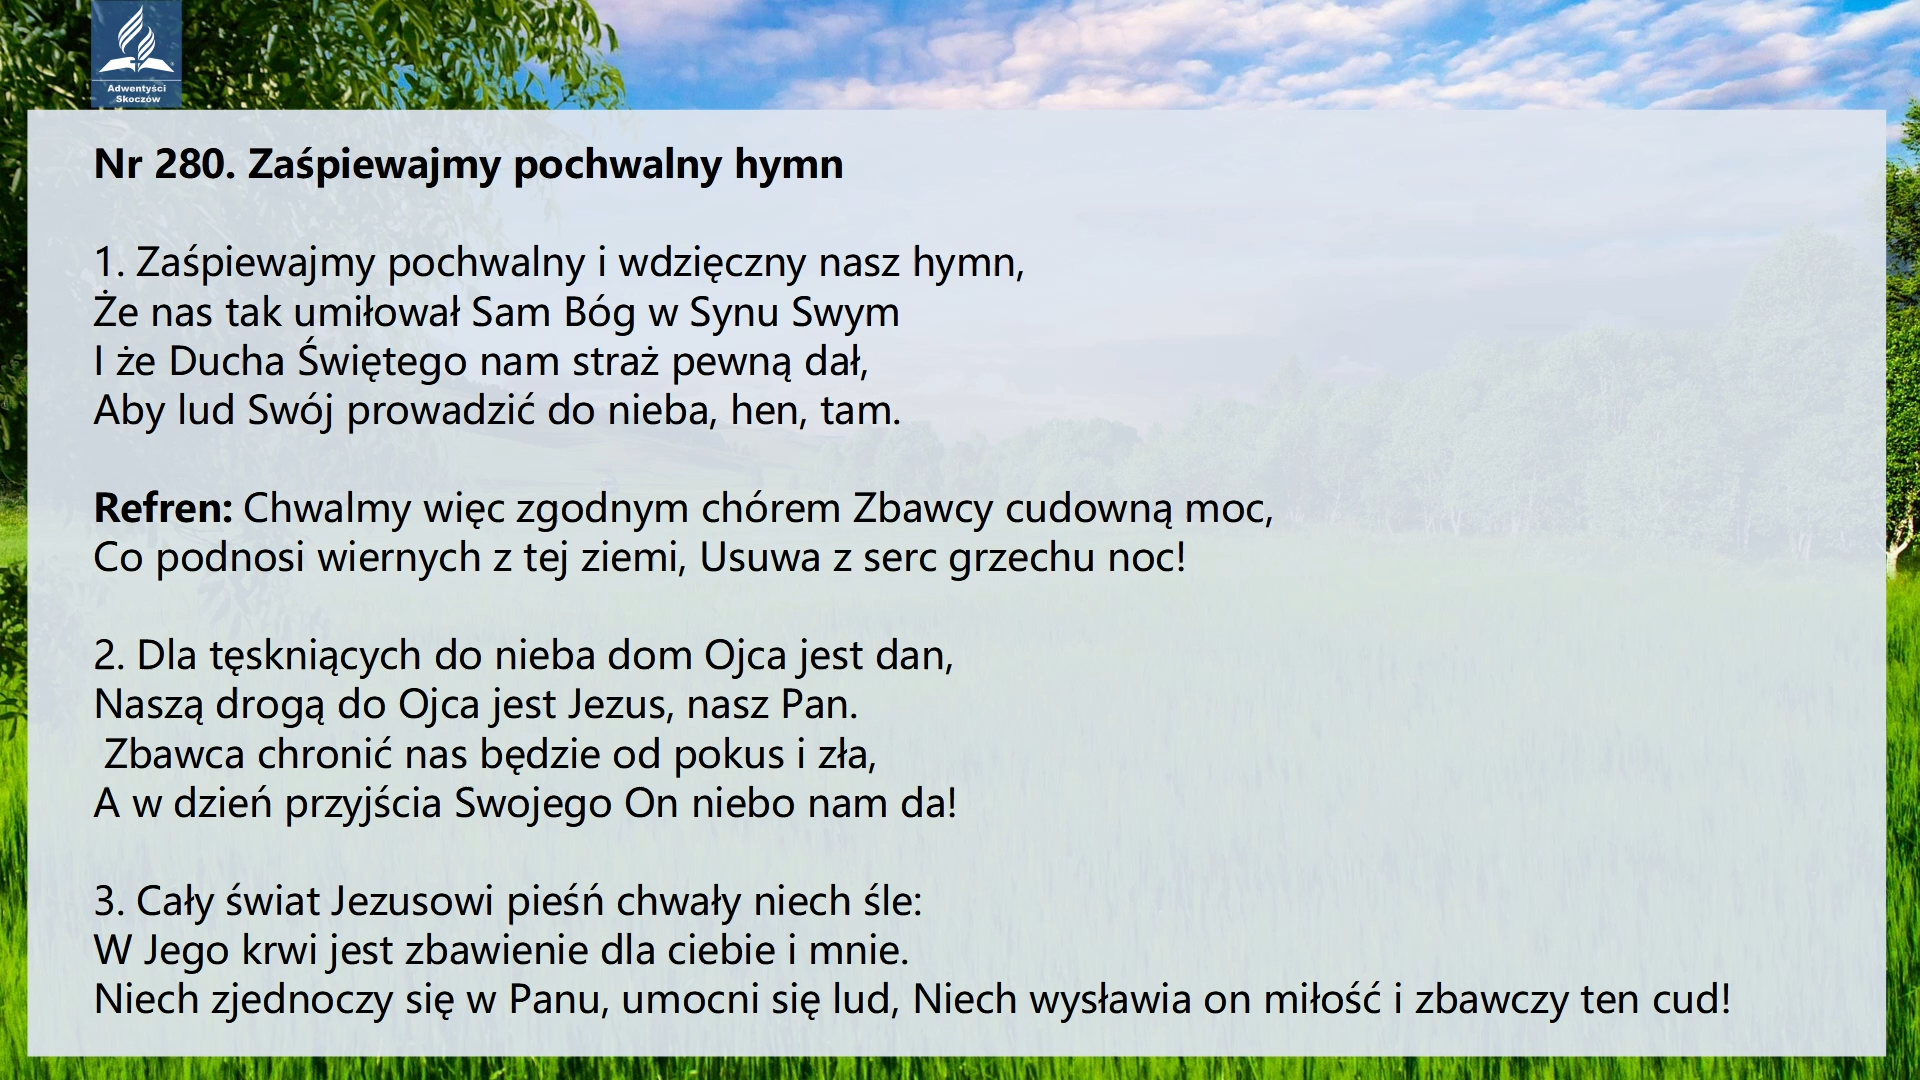 Adwentyści
Skoczów
Nr 280. Zaśpiewajmy pochwalny hymn
1. Zaśpiewajmy pochwalny i wdzięczny nasz hymn,
Że nas tak umiłował Sam Bóg w Synu Swym
I że Ducha Świętego nam straż pewną dał,
Aby lud Swój prowadzić do nieba, hen, tam.
Refren: Chwalmy więc zgodnym chórem Zbawcy cudowną moc,
Co podnosi wiernych z tej ziemi, Usuwa z serc grzechu noc!
2. Dla tęskniących do nieba dom Ojca jest dan,
Naszą drogą do Ojca jest Jezus, nasz Pan.
Zbawca chronić nas będzie od pokus i zła,
A w dzień przyjścia Swojego On niebo nam da!
3. Cały świat Jezusowi pieśń chwały niech śle:
W Jego krwi jest zbawienie dla ciebie i mnie.
Niech zjednoczy się w Panu, umocni się lud, Niech wysławia on miłość i zbawczy ten cud!